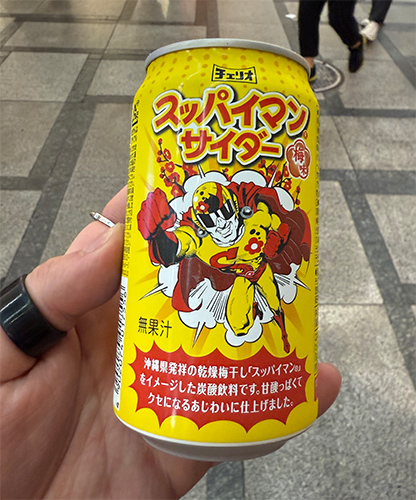 チェリオ
スッパイマン®
サイダー
梅味
無果汁
沖縄県発祥の乾燥梅干し「スッパイマン®」
をイメージした炭酸飲料です。甘酸っぱくて
クセになるあじわいに仕上げました。